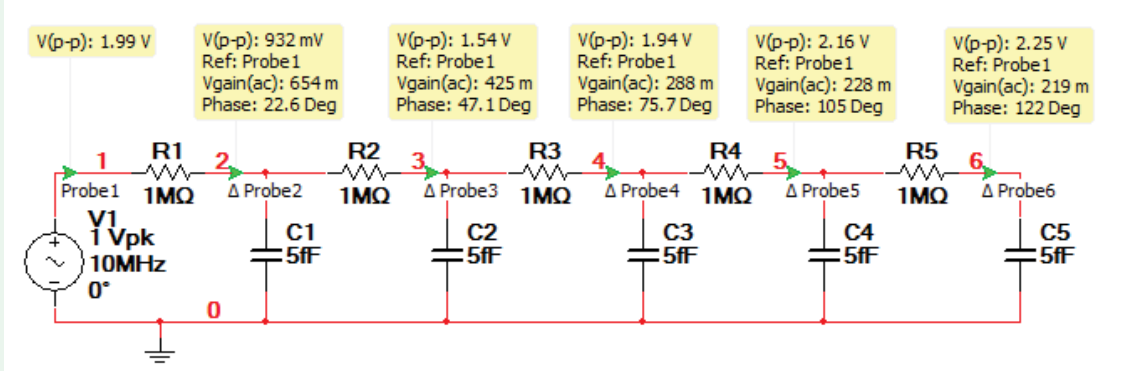 V(p-p): 1.99 V
V(p-p): 932 mV
Ref: Probe1
Vgain(ac): 654 m
Phase: 22.6 Deg
V(p-p): 1.54 V
Ref: Probe1
Vgain(ac): 425 m
Phase: 47.1 Deg
V(p-p): 1.94 V
Ref: Probe1
Vgain(ac): 288 m
Phase: 75.7 Deg
V(p-p): 2.16 V
Ref: Probe1
Vgain(ac): 228 m
Phase: 105 Deg
V(p-p): 2.25 V
Ref: Probe1
Vgain(ac): 219 m
Phase: 122 Deg
1
R1
2
R2
3
R3
4
R4
5
R5
6
Probe1
1MΩ
Δ Probe2
1MΩ
Δ Probe3
1MΩ
Δ Probe4
1MΩ
Δ Probe5
1MΩ
Δ Probe6
V1
1 Vpk
10MHz
0°
C1
5fF
C2
5fF
C3
5fF
C4
5fF
C5
5fF
0